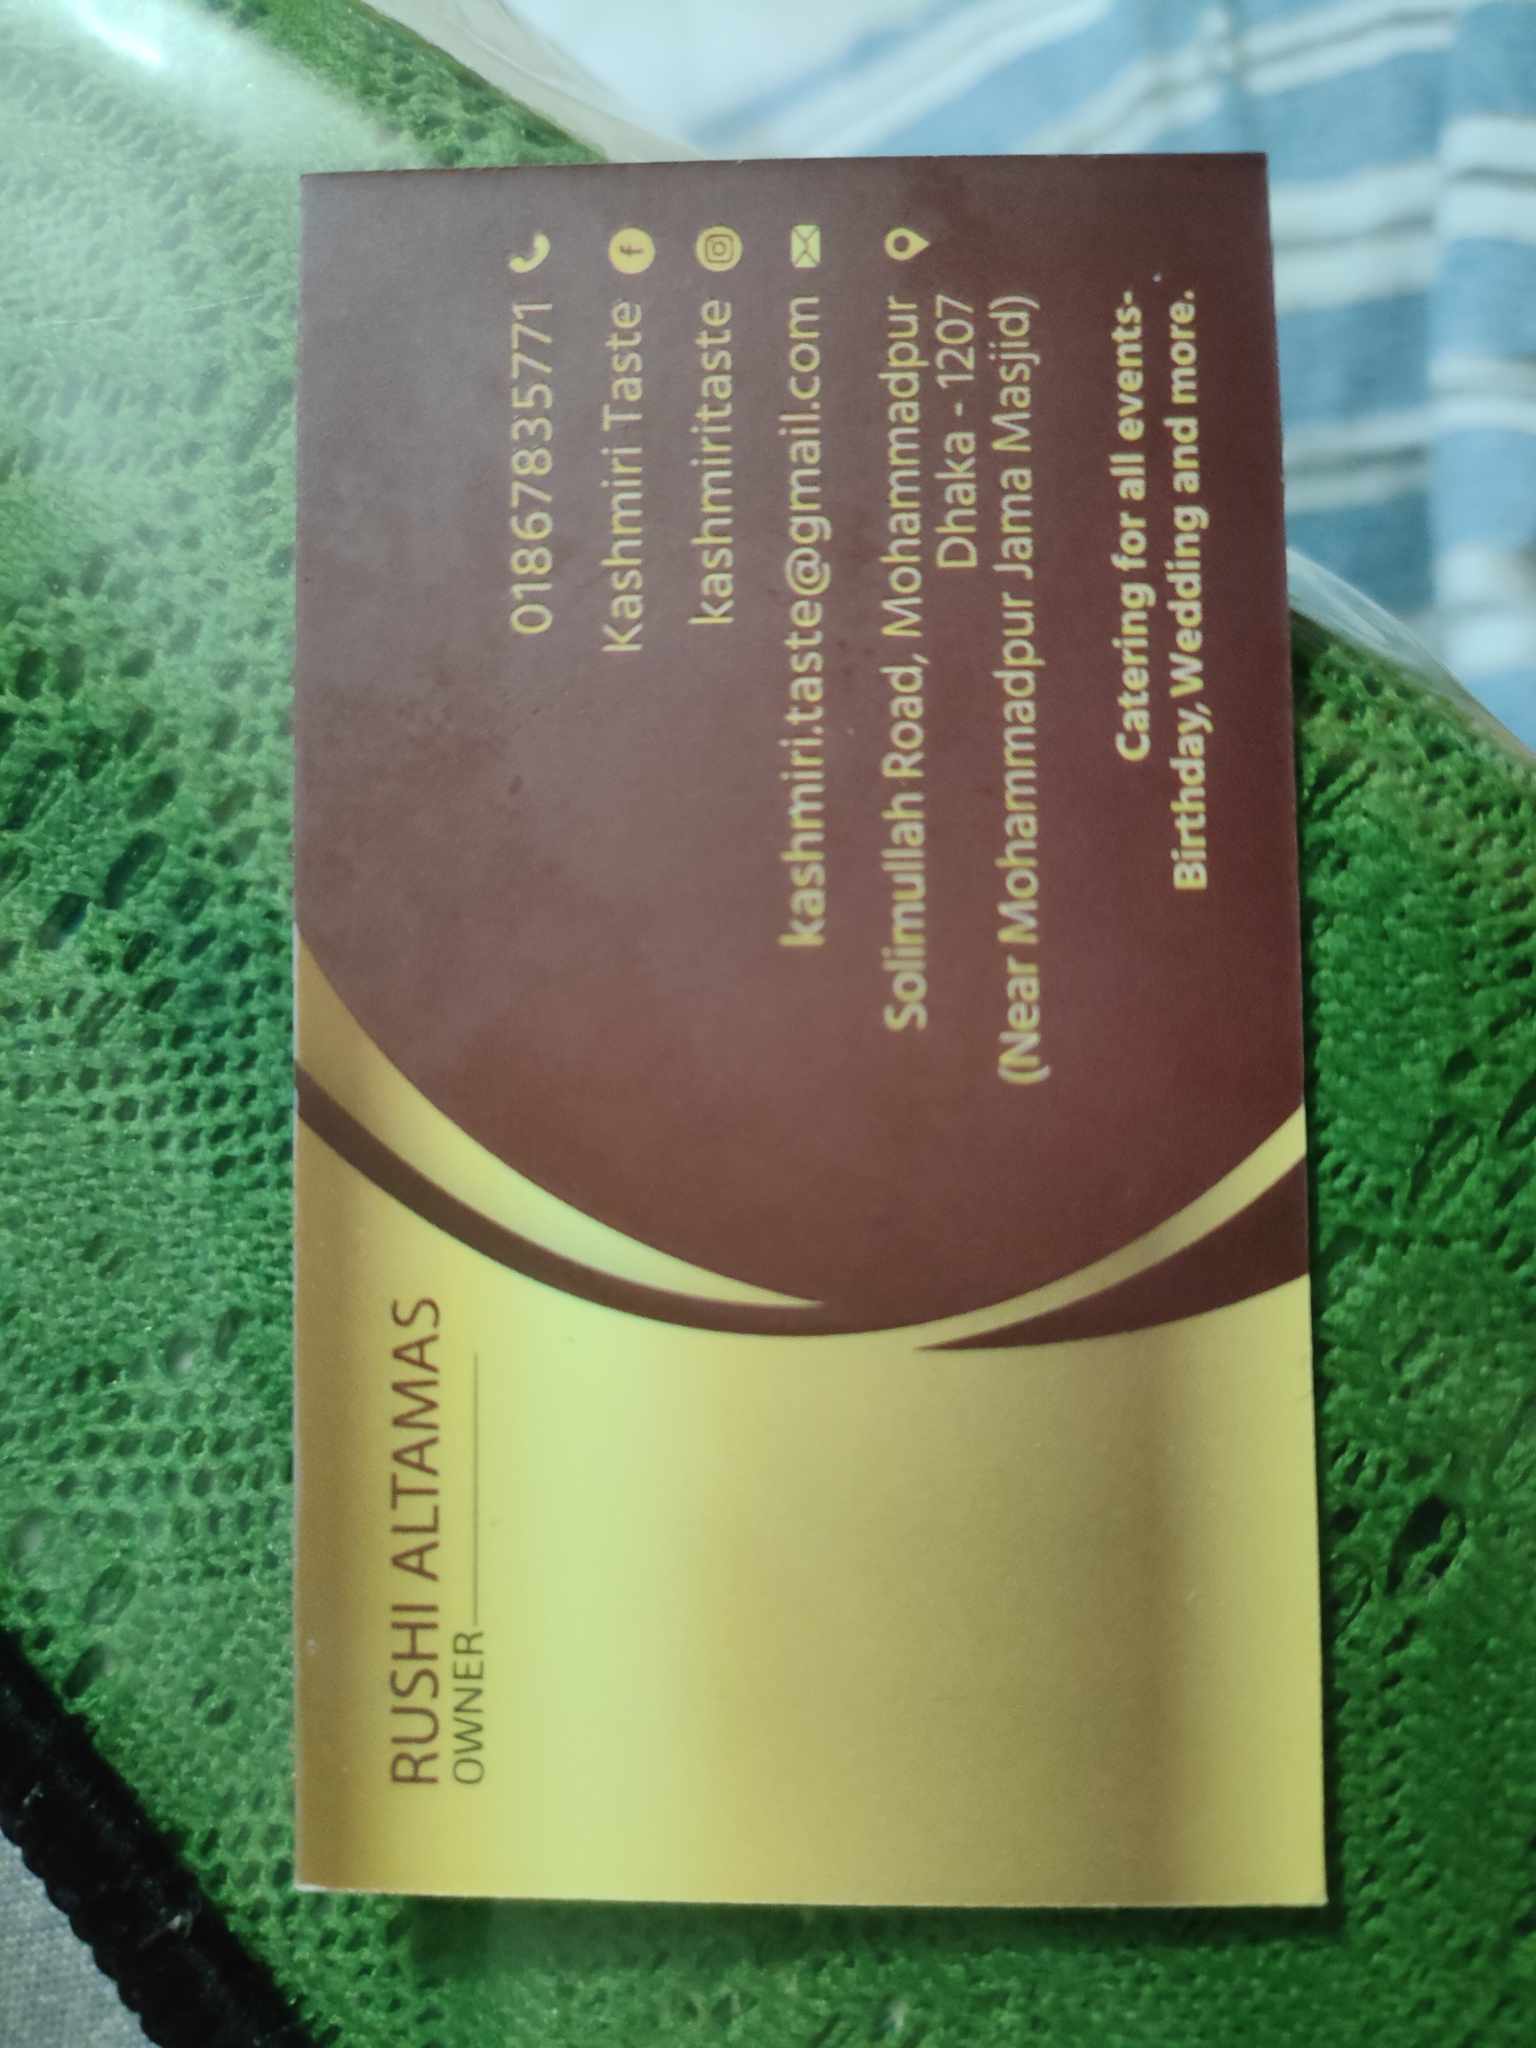 RUSHI ALTAMAS
OWNER
01867835771
Kashmiri Taste
kashmiritaste
kashmiri.taste@gmail.com
Solimullah Road, Mohammadpur
Dhaka - 1207
(Near Mohammadpur Jama Masjid)
Catering for all events-
Birthday, Wedding and more.